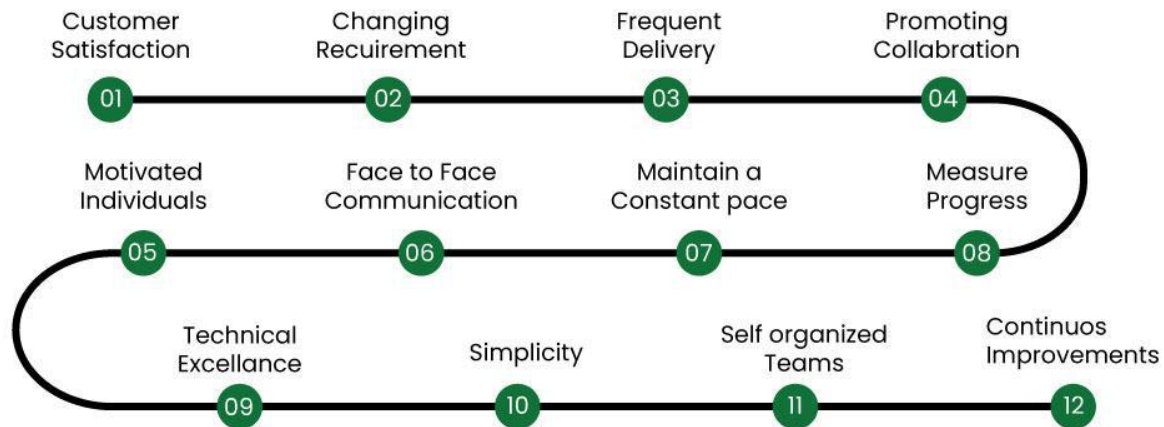 Customer
Satisfaction
Changing
Recuirement
Frequent
Delivery
Promoting
Collabration
01
02
03
04
Motivated
Individuals
Face to Face
Communication
Maintain a
Constant pace
Measure
Progress
05
06
07
08
Technical
Excellance
Simplicity
Self organized
Teams
Continuos
Improvements
09
10
11
12